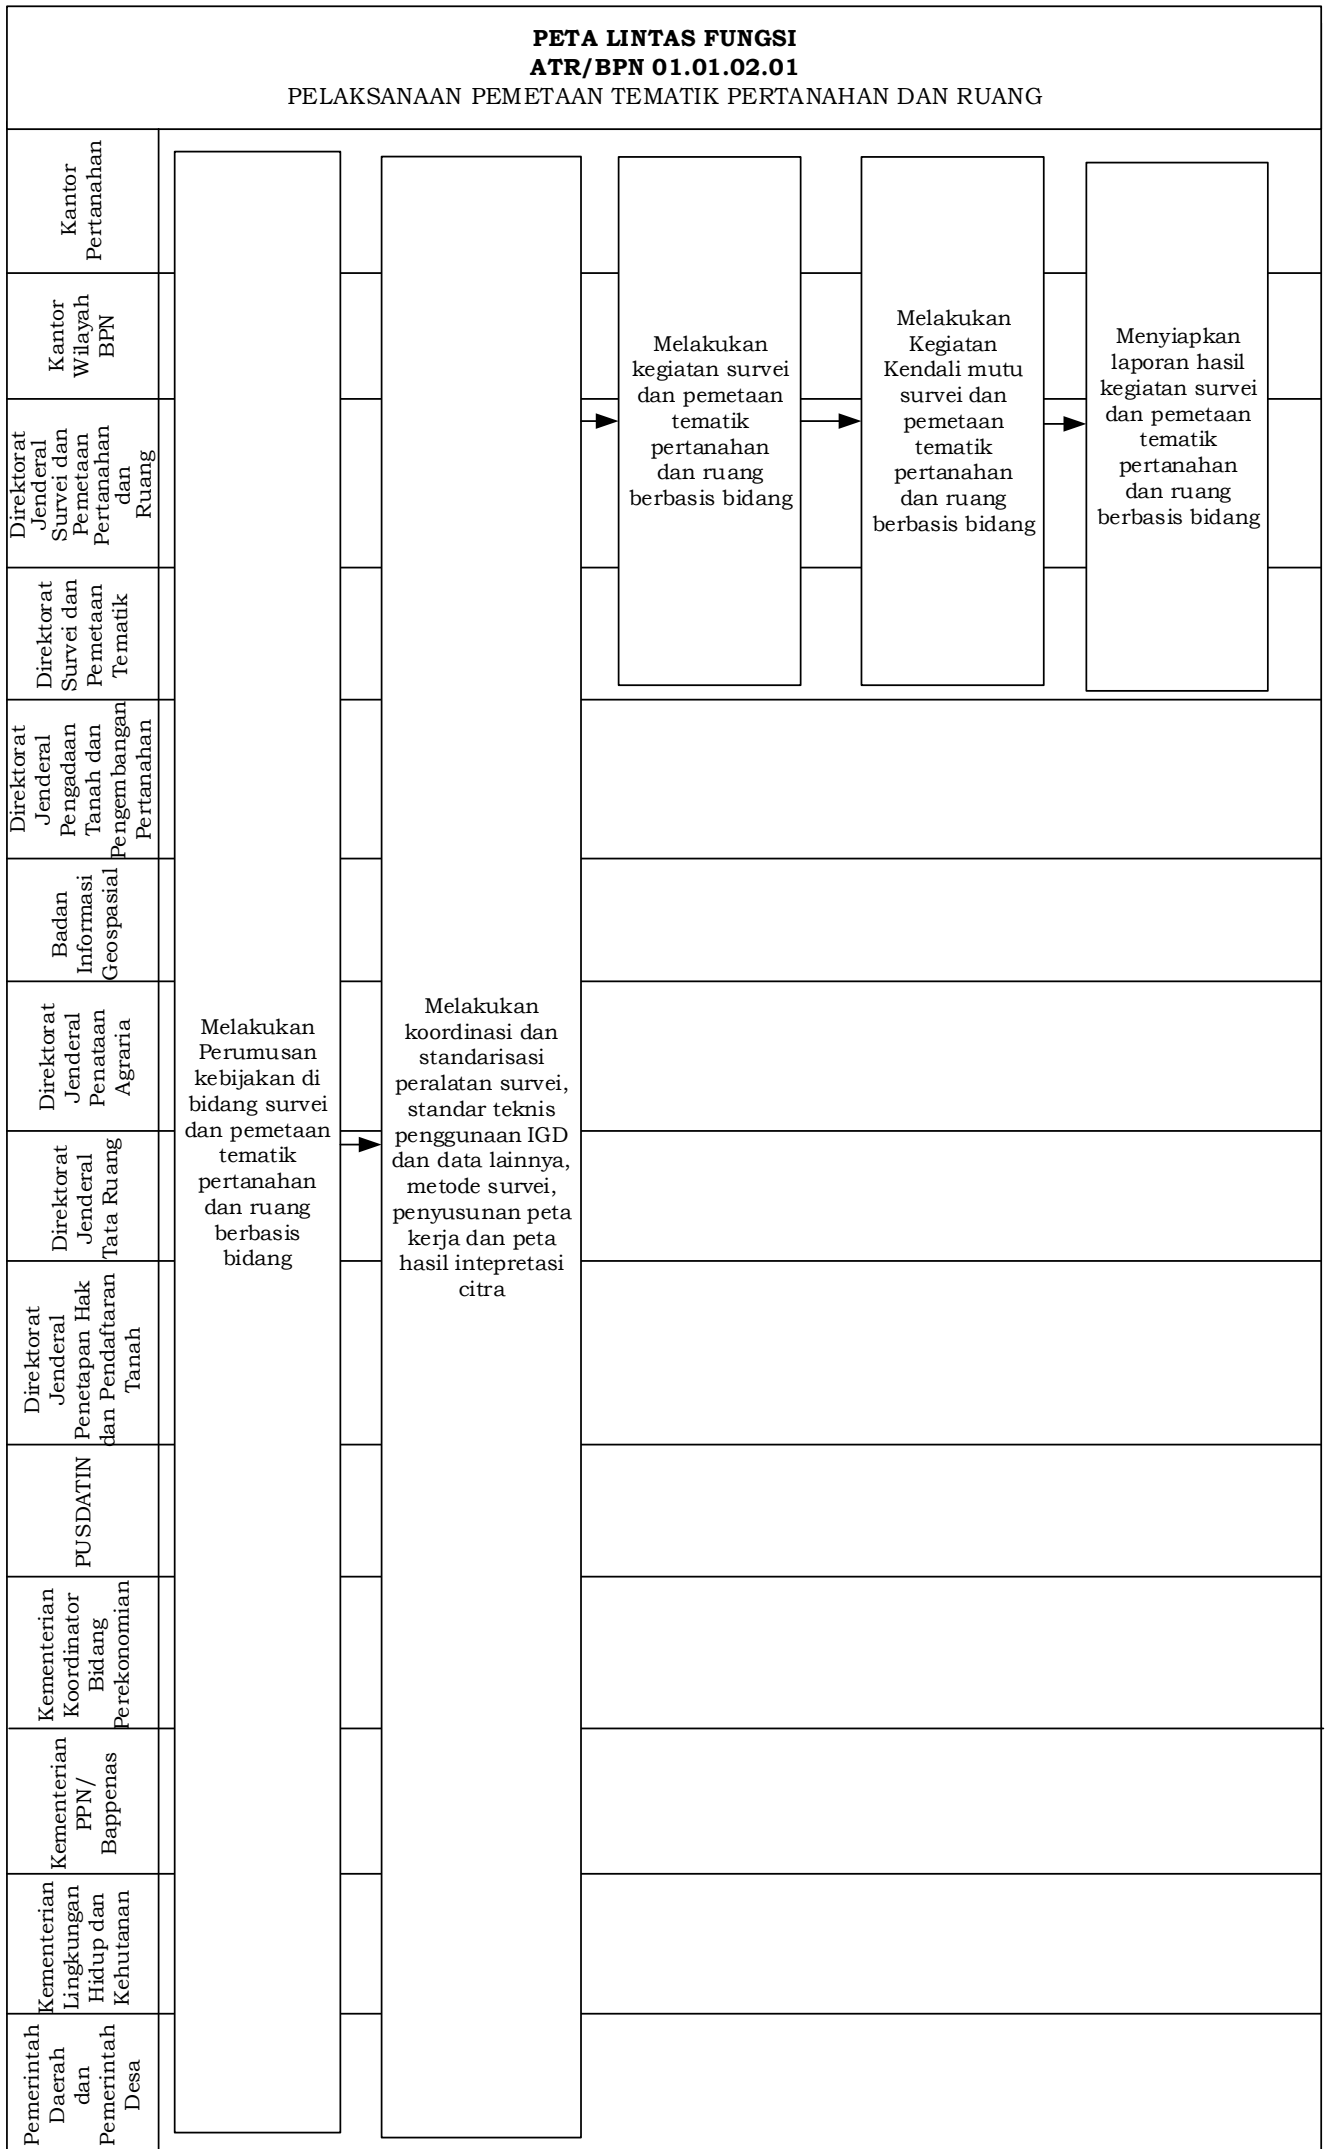 PETA LINTAS FUNGSI
ATR/BPN 01.01.02.01
PELAKSANAAN PEMETAAN TEMATIK PERTANAHAN DAN RUANG
Kantor
Pertanahan
Kantor
Wilayah
BPN
Direktorat
Jenderal
Survei dan
Pemetaan
Pertanahan
dan
Ruang
Direktorat
Survei dan
Pemetaan
Tematik
Direktorat
Jenderal
Pengadaan
Tanah dan
Pengembangan
Pertanahan
Badan
Informasi
Geospasial
Direktorat
Jenderal
Penataan
Agraria
Direktorat
Jenderal
Tata Ruang
Direktorat
Jenderal
Penetapan Hak
dan Pendaftaran
Tanah
PUSDATIN
Kementerian
Koordinator
Bidang
Perekonomian
Kementerian
PPN/
Bappenas
Kementerian
Lingkungan
Hidup dan
Kehutanan
Pemerintah
Daerah
dan
Pemerintah
Desa
Melakukan
Perumusan
kebijakan di
bidang survei
dan pemetaan
tematik
pertanahan
dan ruang
berbasis
bidang
Melakukan
koordinasi dan
standarisasi
peralatan survei,
standar teknis
penggunaan IGD
dan data lainnya,
metode survei,
penyusunan peta
kerja dan peta
hasil intepretasi
citra
Melakukan
kegiatan survei
dan pemetaan
tematik
pertanahan
dan ruang
berbasis bidang
Melakukan
Kegiatan
Kendali mutu
survei dan
pemetaan
tematik
pertanahan
dan ruang
berbasis bidang
Menyiapkan
laporan hasil
kegiatan survei
dan pemetaan
tematik
pertanahan
dan ruang
berbasis bidang